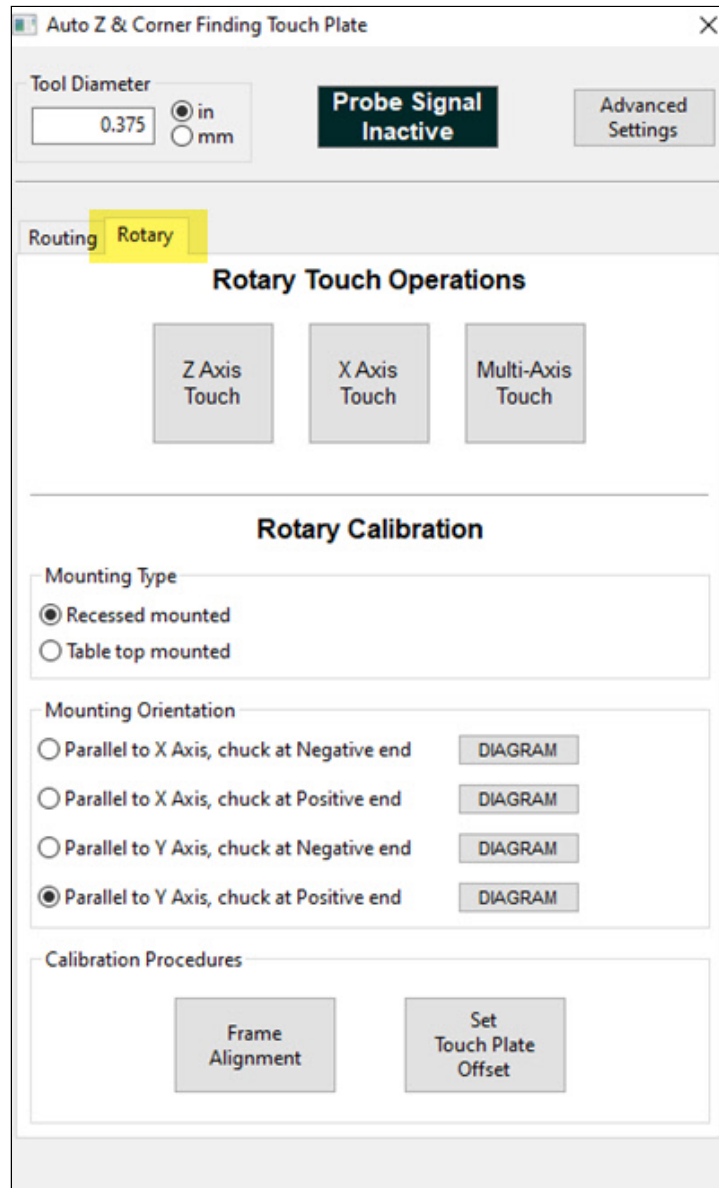 Auto Z & Corner Finding Touch Plate
Tool Diameter
0.375
in
mm
Probe Signal
Inactive
Advanced
Settings
Routing
Rotary
Rotary Touch Operations
Z Axis
Touch
X Axis
Touch
Multi-Axis
Touch
Rotary Calibration
Mounting Type
Recessed mounted
Table top mounted
Mounting Orientation
Parallel to X Axis, chuck at Negative end DIAGRAM
Parallel to X Axis, chuck at Positive end DIAGRAM
Parallel to Y Axis, chuck at Negative end DIAGRAM
Parallel to Y Axis, chuck at Positive end DIAGRAM
Calibration Procedures
Frame
Alignment
Set
Touch Plate
Offset